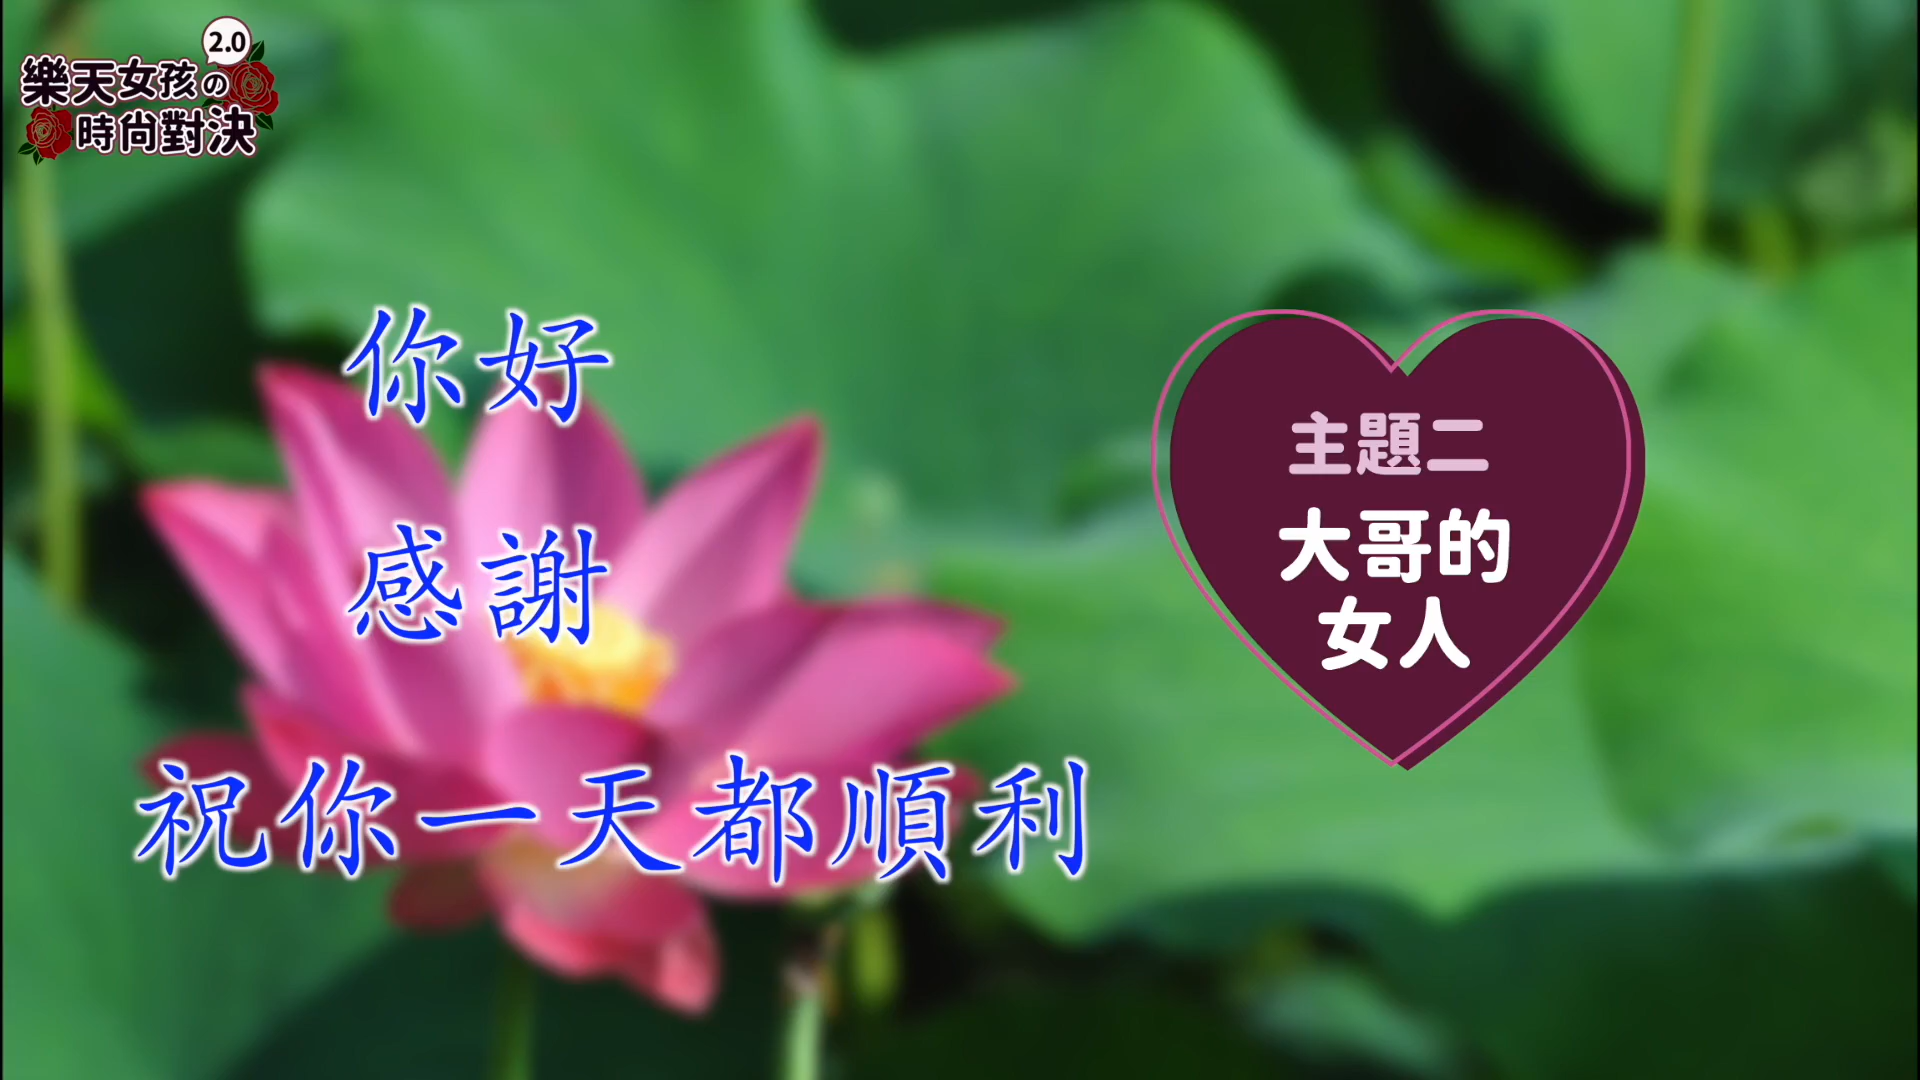 2.0
樂天女孩の
時尚對決
你好
感謝
祝你一天都順利
主題二
大哥的
女人